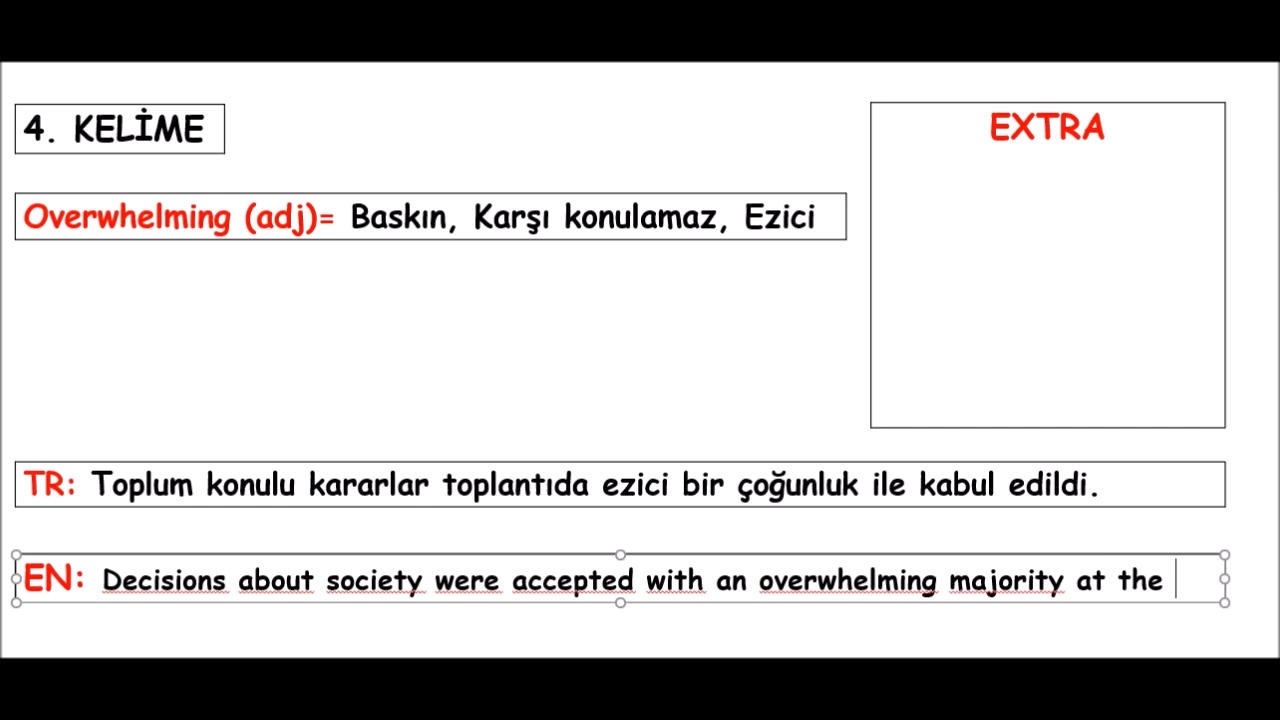 4. KELİME
EXTRA
Overwhelming (adj)= Baskın, Karşı konulamaz, Ezici
TR: Toplum konulu kararlar toplantıda ezici bir çoğunluk ile kabul edildi.
EN: Decisions about society were accepted with an overwhelming majority at the